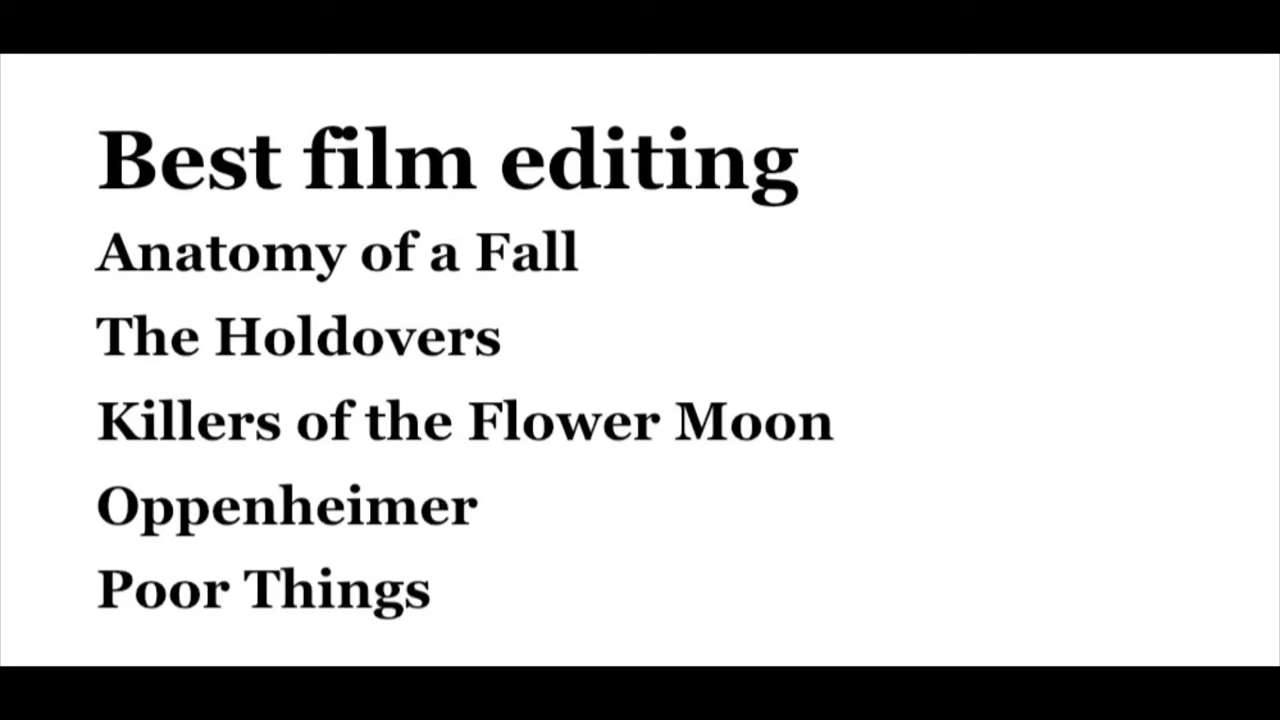 Best film editing
Anatomy of a Fall
The Holdovers
Killers of the Flower Moon
Oppenheimer
Poor Things